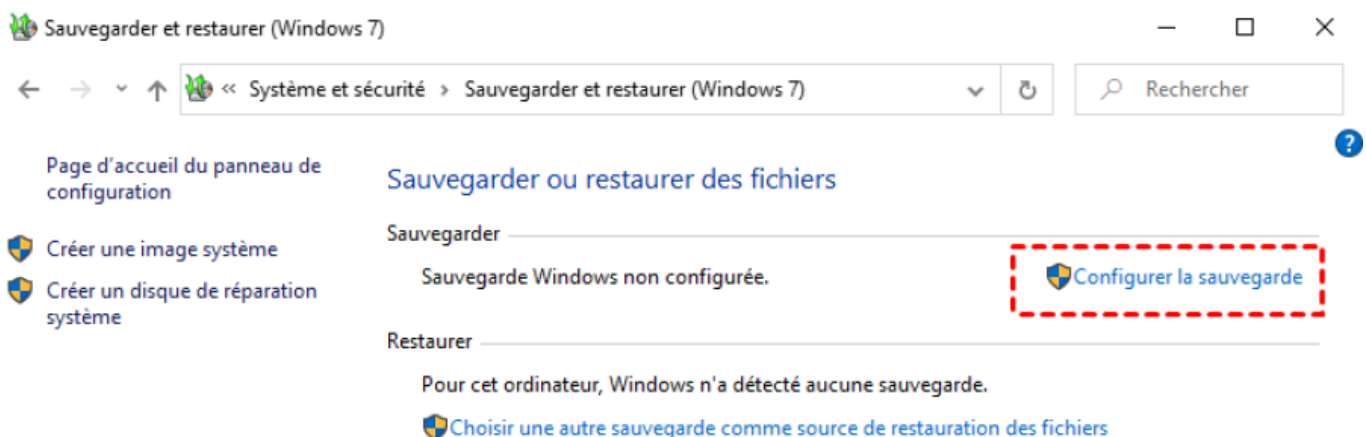 Sauvegarder et restaurer (Windows 7)
« Système et sécurité › Sauvegarder et restaurer (Windows 7)
Rechercher
?
Page d'accueil du panneau de
configuration
Créer une image système
Créer un disque de réparation
système
Sauvegarder ou restaurer des fichiers
Sauvegarder
Sauvegarde Windows non configurée.
Configurer la sauvegarde
Restaurer
Pour cet ordinateur, Windows n'a détecté aucune sauvegarde.
Choisir une autre sauvegarde comme source de restauration des fichiers